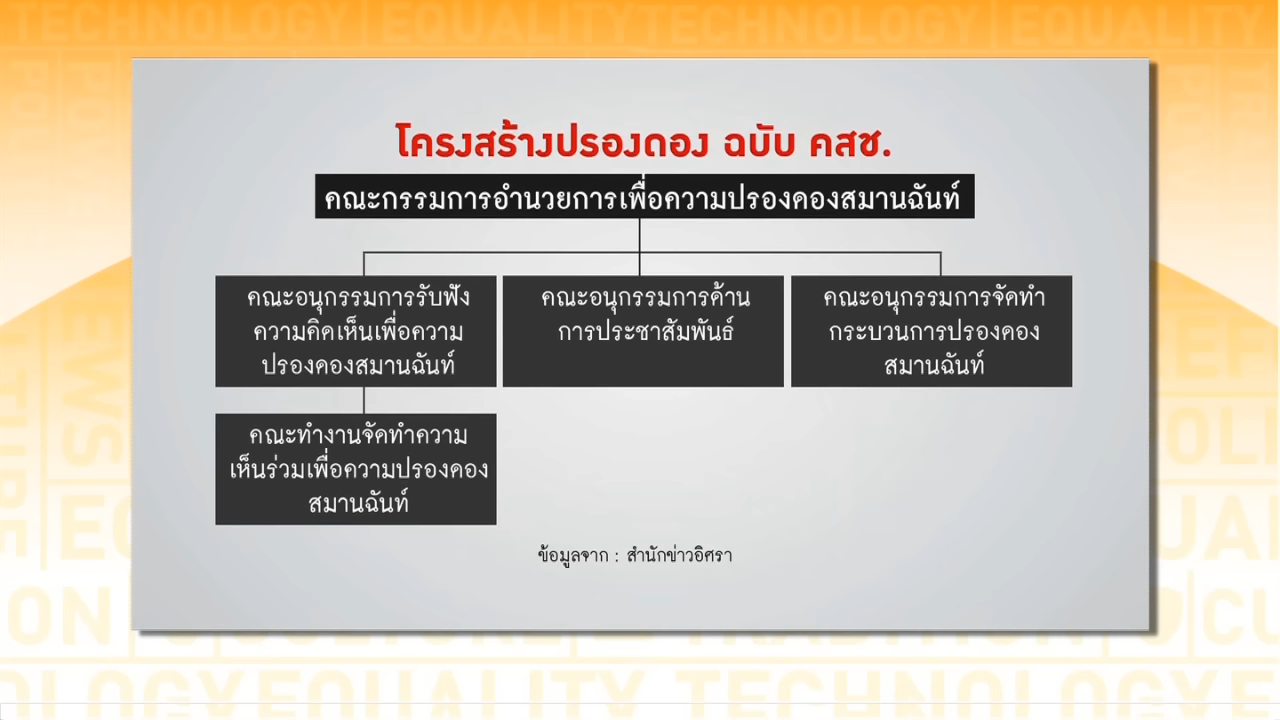 TECHNOLOGY EQUALITY TECHNOLOGY EQUALITY
โครงสร้างปรองดอง ฉบับ คสช.
คณะกรรมการอำนวยการเพื่อความปรองดองสมานฉันท์
คณะอนุกรรมการรับฟัง
ความคิดเห็นเพื่อความ
ปรองดองสมานฉันท์
คณะอนุกรรมการด้าน
การประชาสัมพันธ์
คณะอนุกรรมการจัดทำ
กระบวนการปรองดอง
สมานฉันท์
คณะทำงานจัดทำความ
เห็นร่วมเพื่อความปรองดอง
สมานฉันท์
ข้อมูลจาก : สำนักข่าวอิศรา
NEWS
EQUALITY TECHNOLOGY